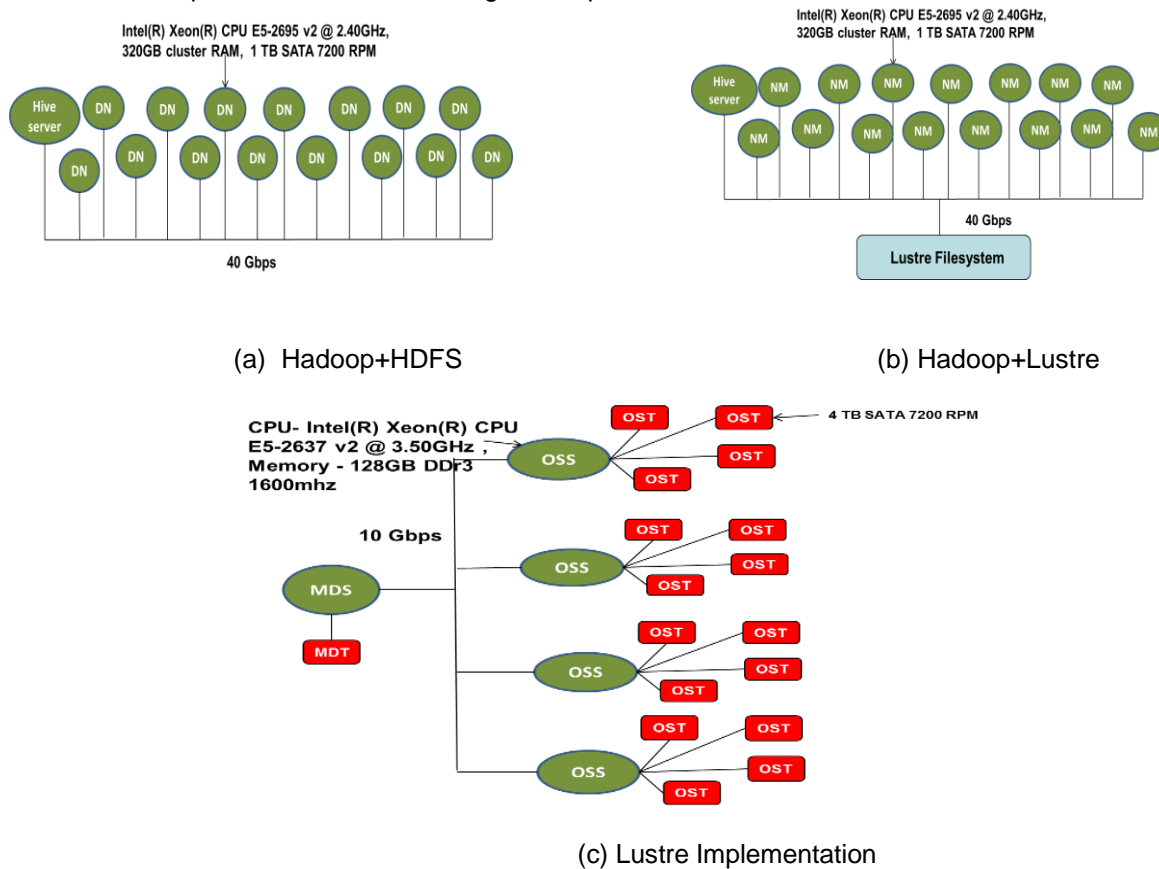 Intel(R) Xeon(R) CPU E5-2695 v2 @ 2.40GHz,
320GB cluster RAM, 1 TB SATA 7200 RPM
Hive
server
DN DN DN DN DN DN DN
DN DN DN DN DN DN DN DN
40 Gbps
(a) Hadoop+HDFS
Intel(R) Xeon(R) CPU E5-2695 v2 @ 2.40GHz,
320GB cluster RAM, 1 TB SATA 7200 RPM
Hive
server
NM NM NM NM NM NM NM
NM NM NM NM NM NM NM NM
40 Gbps
Lustre Filesystem
(b) Hadoop+Lustre
CPU- Intel(R) Xeon(R) CPU
E5-2637 v2 @ 3.50GHz ,
Memory - 128GB DDr3
1600mhz
10 Gbps
MDS
MDT
OSS
OST
OST
OST
OST
4 TB SATA 7200 RPM
OSS
OST
OST
OST
OST
OSS
OST
OST
OST
OST
OSS
OST
OST
OST
OST
(c) Lustre Implementation